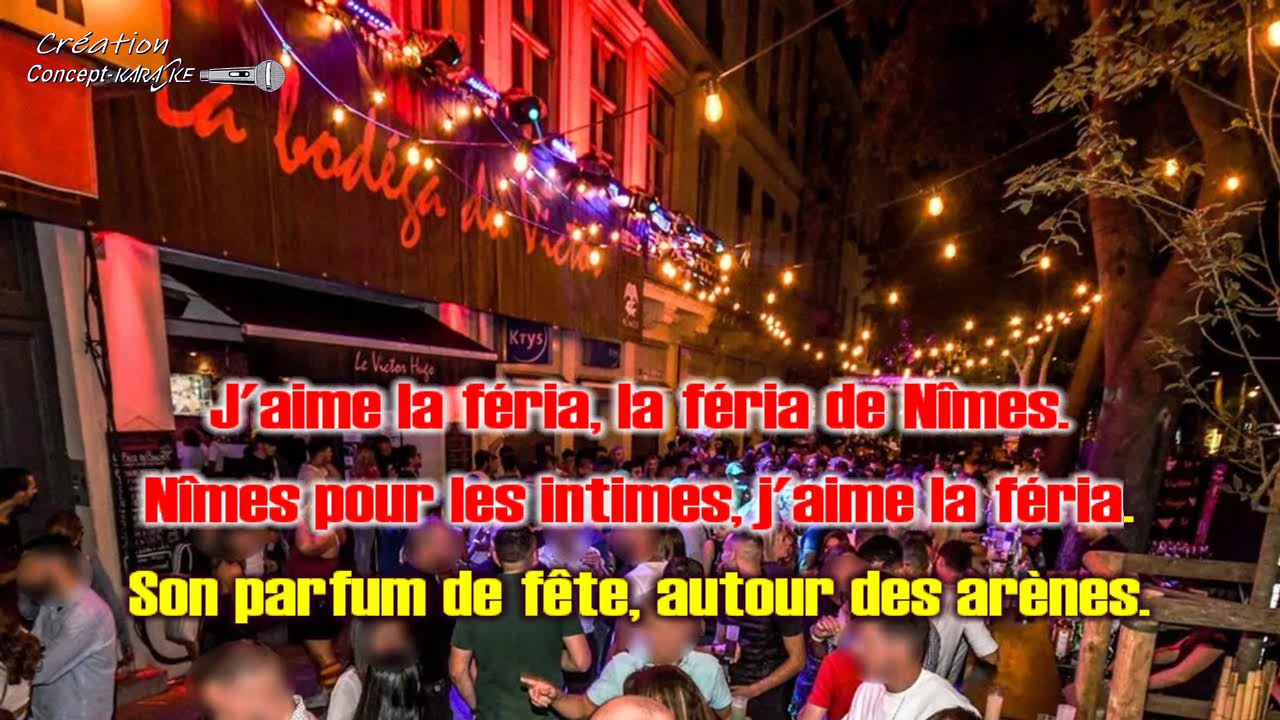 Création
Concept-KARAOKE
La bodéga du Victor
Krys
Le Victor Hugo
J'aime la féria, la féria de Nîmes.
Nîmes pour les intimes, j'aime la féria.
Son parfum de fête, autour des arènes.